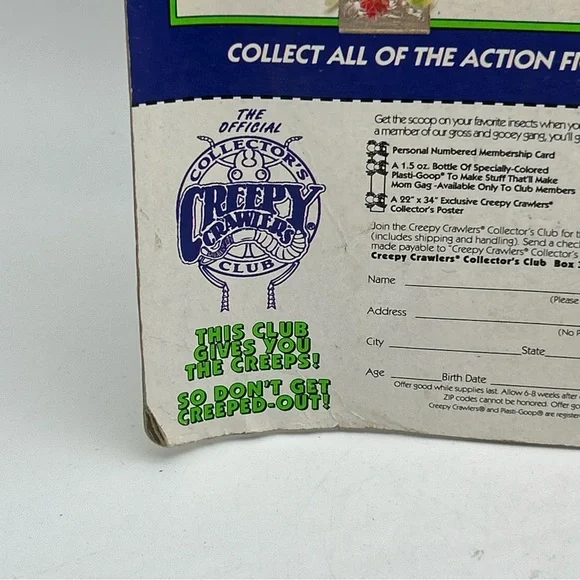 COLLECT ALL OF THE ACTION FI
THE
OFFICIAL
COLLECTOR'S
CREEPY
CRAWLERS®
CLUB
THIS CLUB
GIVES YOU
THE CREEPS!
SO DON'T GET
CREEPED-OUT!
Get the scoop on your favorite insects when yo
a member of our gross and gooey gang, you'll g
Personal Numbered Membership Card
A 1.5 oz. Bottle Of Specially-Colored
Plasti-Goop® To Make Stuff That'll Make
Mom Gag -Available Only To Club Members
A 22" x 34" Exclusive Creepy Crawlers®
Collector's Poster
Join the Creepy Crawlers® Collector's Club for th
(includes shipping and handling). Send a check
made payable to "Creepy Crawlers® Collector's
Creepy Crawlers® Collector's Club Box
Name
(Please
Address
(No P
City State
Age Birth Date
Offer good while supplies last. Allow 6-8 weeks after
ZIP codes cannot be honored. Offer go
Creepy Crawlers® and Plasti-Goop® are register